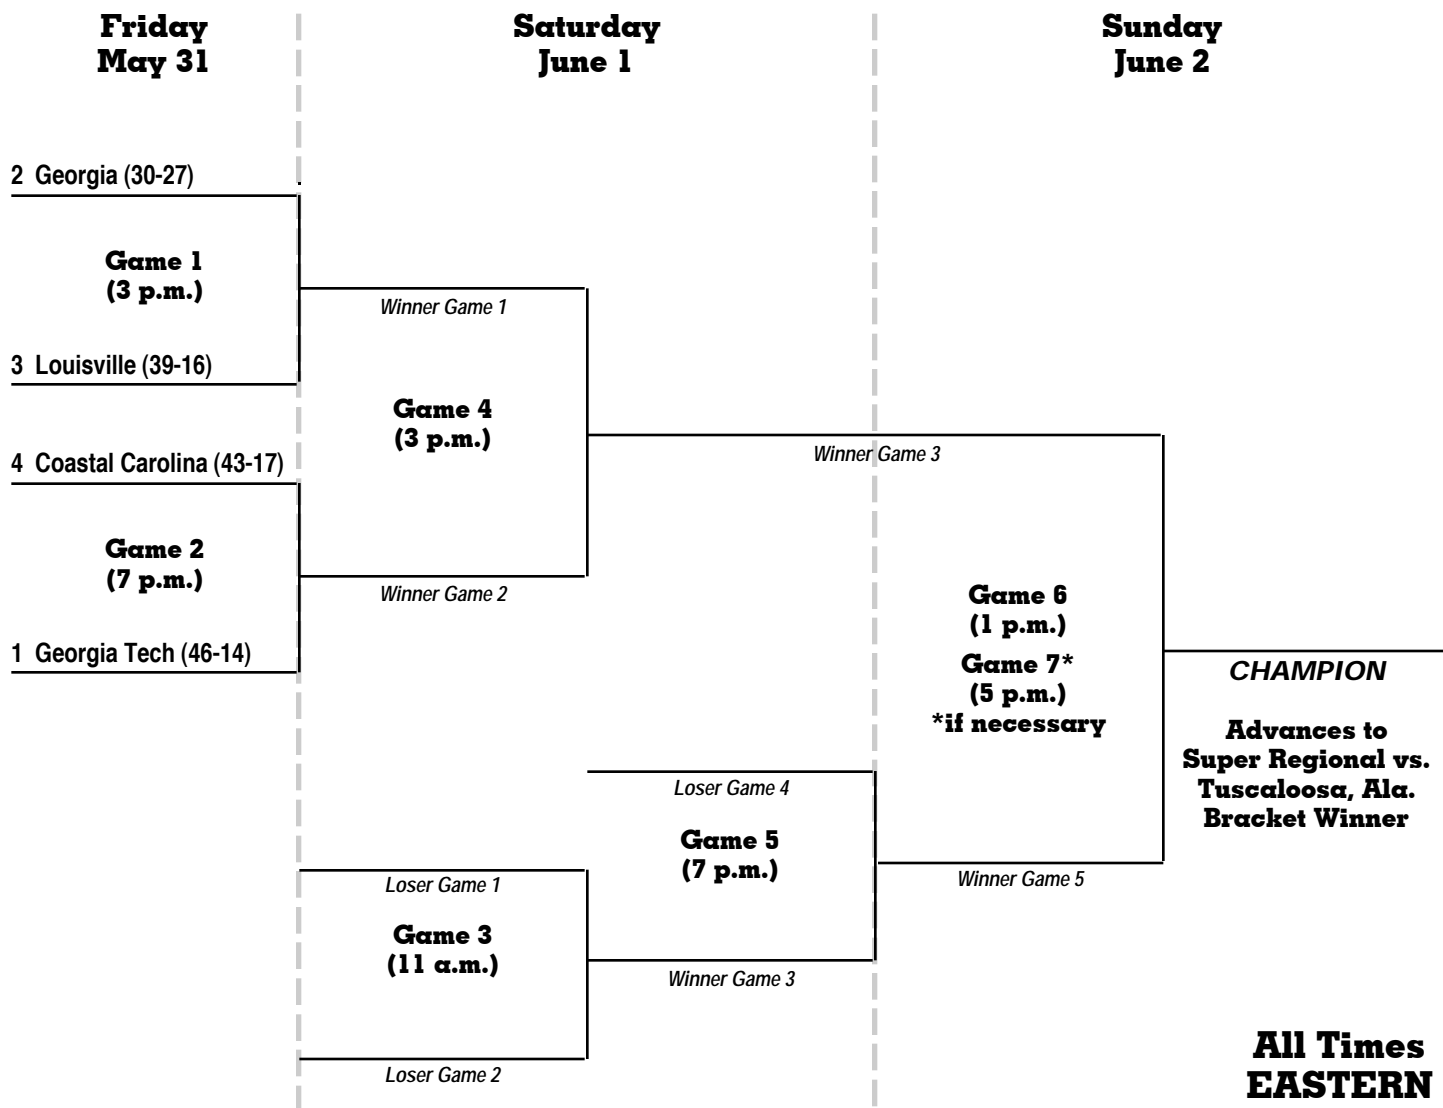 Friday
May 31
Saturday
June 1
Sunday
June 2
2 Georgia (30-27)
Game 1
(3 p.m.)
Winner Game 1
3 Louisville (39-16)
Game 4
(3 p.m.)
Winner Game 3
4 Coastal Carolina (43-17)
Game 2
(7 p.m.)
Winner Game 2
1 Georgia Tech (46-14)
Game 6
(1 p.m.)
Game 7*
(5 p.m.)
*if necessary
CHAMPION
Advances to
Super Regional vs.
Tuscaloosa, Ala.
Bracket Winner
Loser Game 4
Game 5
(7 p.m.)
Winner Game 5
Loser Game 1
Game 3
(11 a.m.)
Winner Game 3
Loser Game 2
All Times
EASTERN